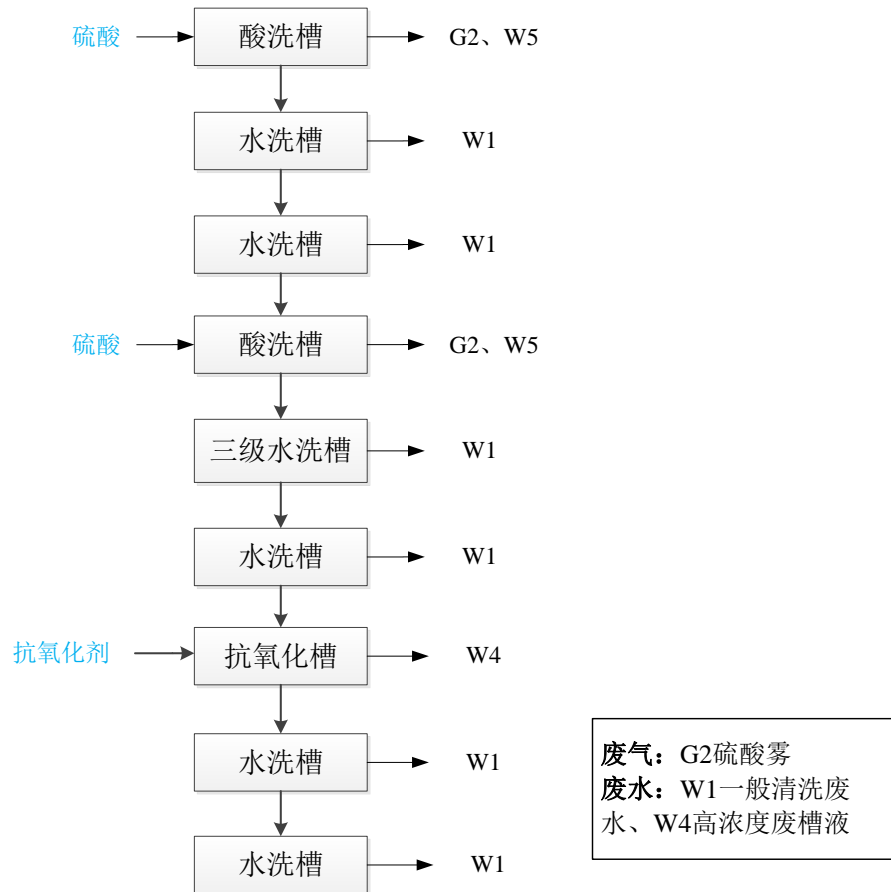 硫酸
酸洗槽
G2、W5
水洗槽
W1
水洗槽
W1
硫酸
酸洗槽
G2、W5
三级水洗槽
W1
水洗槽
W1
抗氧化剂
抗氧化槽
W4
水洗槽
W1
水洗槽
W1
废气：G2硫酸雾
废水：W1一般清洗废
水、W4高浓度废槽液